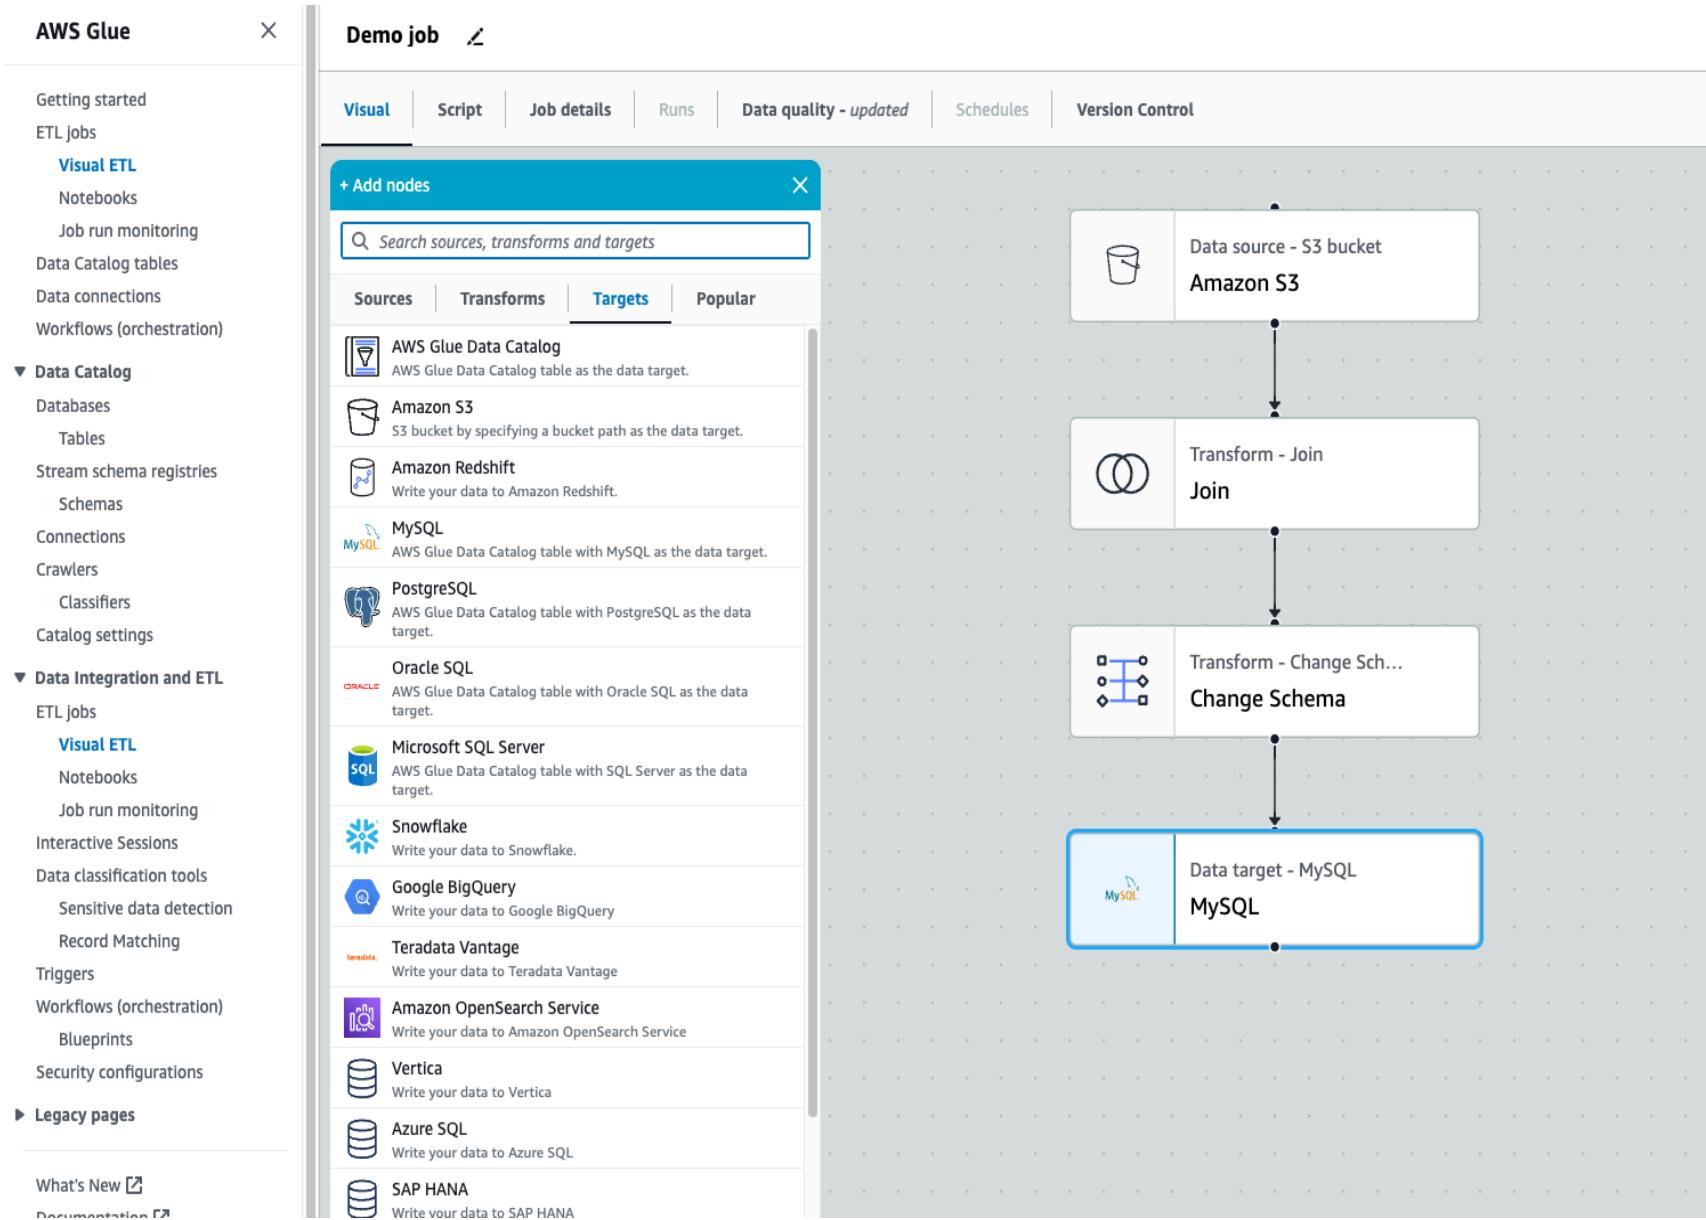 AWS Glue
Getting started
ETL jobs
Visual ETL
Notebooks
Job run monitoring
Data Catalog tables
Data connections
Workflows (orchestration)
Data Catalog
Databases
Tables
Stream schema registries
Schemas
Connections
Crawlers
Classifiers
Catalog settings
Data Integration and ETL
ETL jobs
Visual ETL
Notebooks
Job run monitoring
Interactive Sessions
Data classification tools
Sensitive data detection
Record Matching
Triggers
Workflows (orchestration)
Blueprints
Security configurations
Legacy pages
What's New
Documentation
Demo job
Visual
Script
Job details
Runs
Data quality - updated
Schedules
Version Control
+ Add nodes
Search sources, transforms and targets
Sources
Transforms
Targets
Popular
AWS Glue Data Catalog
AWS Glue Data Catalog table as the data target.
Amazon S3
S3 bucket by specifying a bucket path as the data target.
Amazon Redshift
Write your data to Amazon Redshift.
MySQL
MySQL
AWS Glue Data Catalog table with MySQL as the data target.
PostgreSQL
AWS Glue Data Catalog table with PostgreSQL as the data
target.
Oracle SQL
ORACLE
AWS Glue Data Catalog table with Oracle SQL as the data
target.
Microsoft SQL Server
SQL
AWS Glue Data Catalog table with SQL Server as the data
target.
Snowflake
Write your data to Snowflake.
Google BigQuery
Write your data to Google BigQuery
Teradata Vantage
teradata.
Write your data to Teradata Vantage
Amazon OpenSearch Service
Write your data to Amazon OpenSearch Service
Vertica
Write your data to Vertica
Azure SQL
Write your data to Azure SQL
SAP HANA
Write your data to SAP HANA
Data source - S3 bucket
Amazon S3
Transform - Join
Join
Transform - Change Sch...
Change Schema
Data target - MySQL
MySQL
MySQL